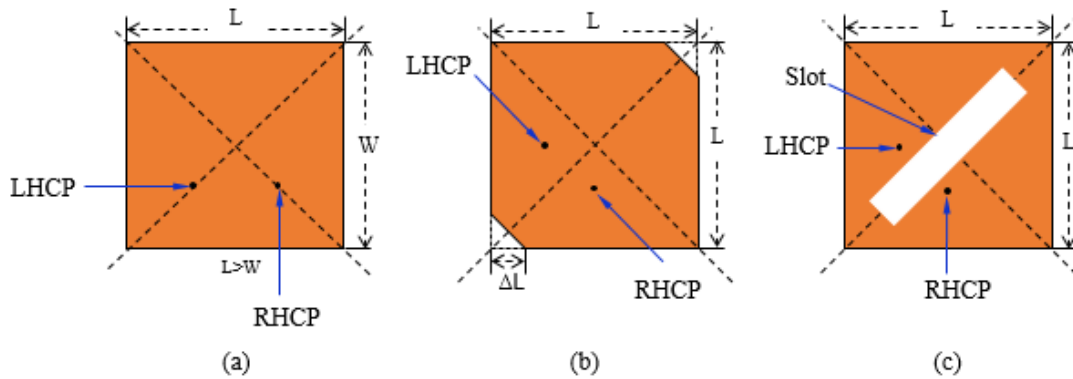 L
W
LHCP
L>W
RHCP
(a)
L
LHCP
L
ΔL
RHCP
(b)
L
Slot
LHCP
L
RHCP
(c)